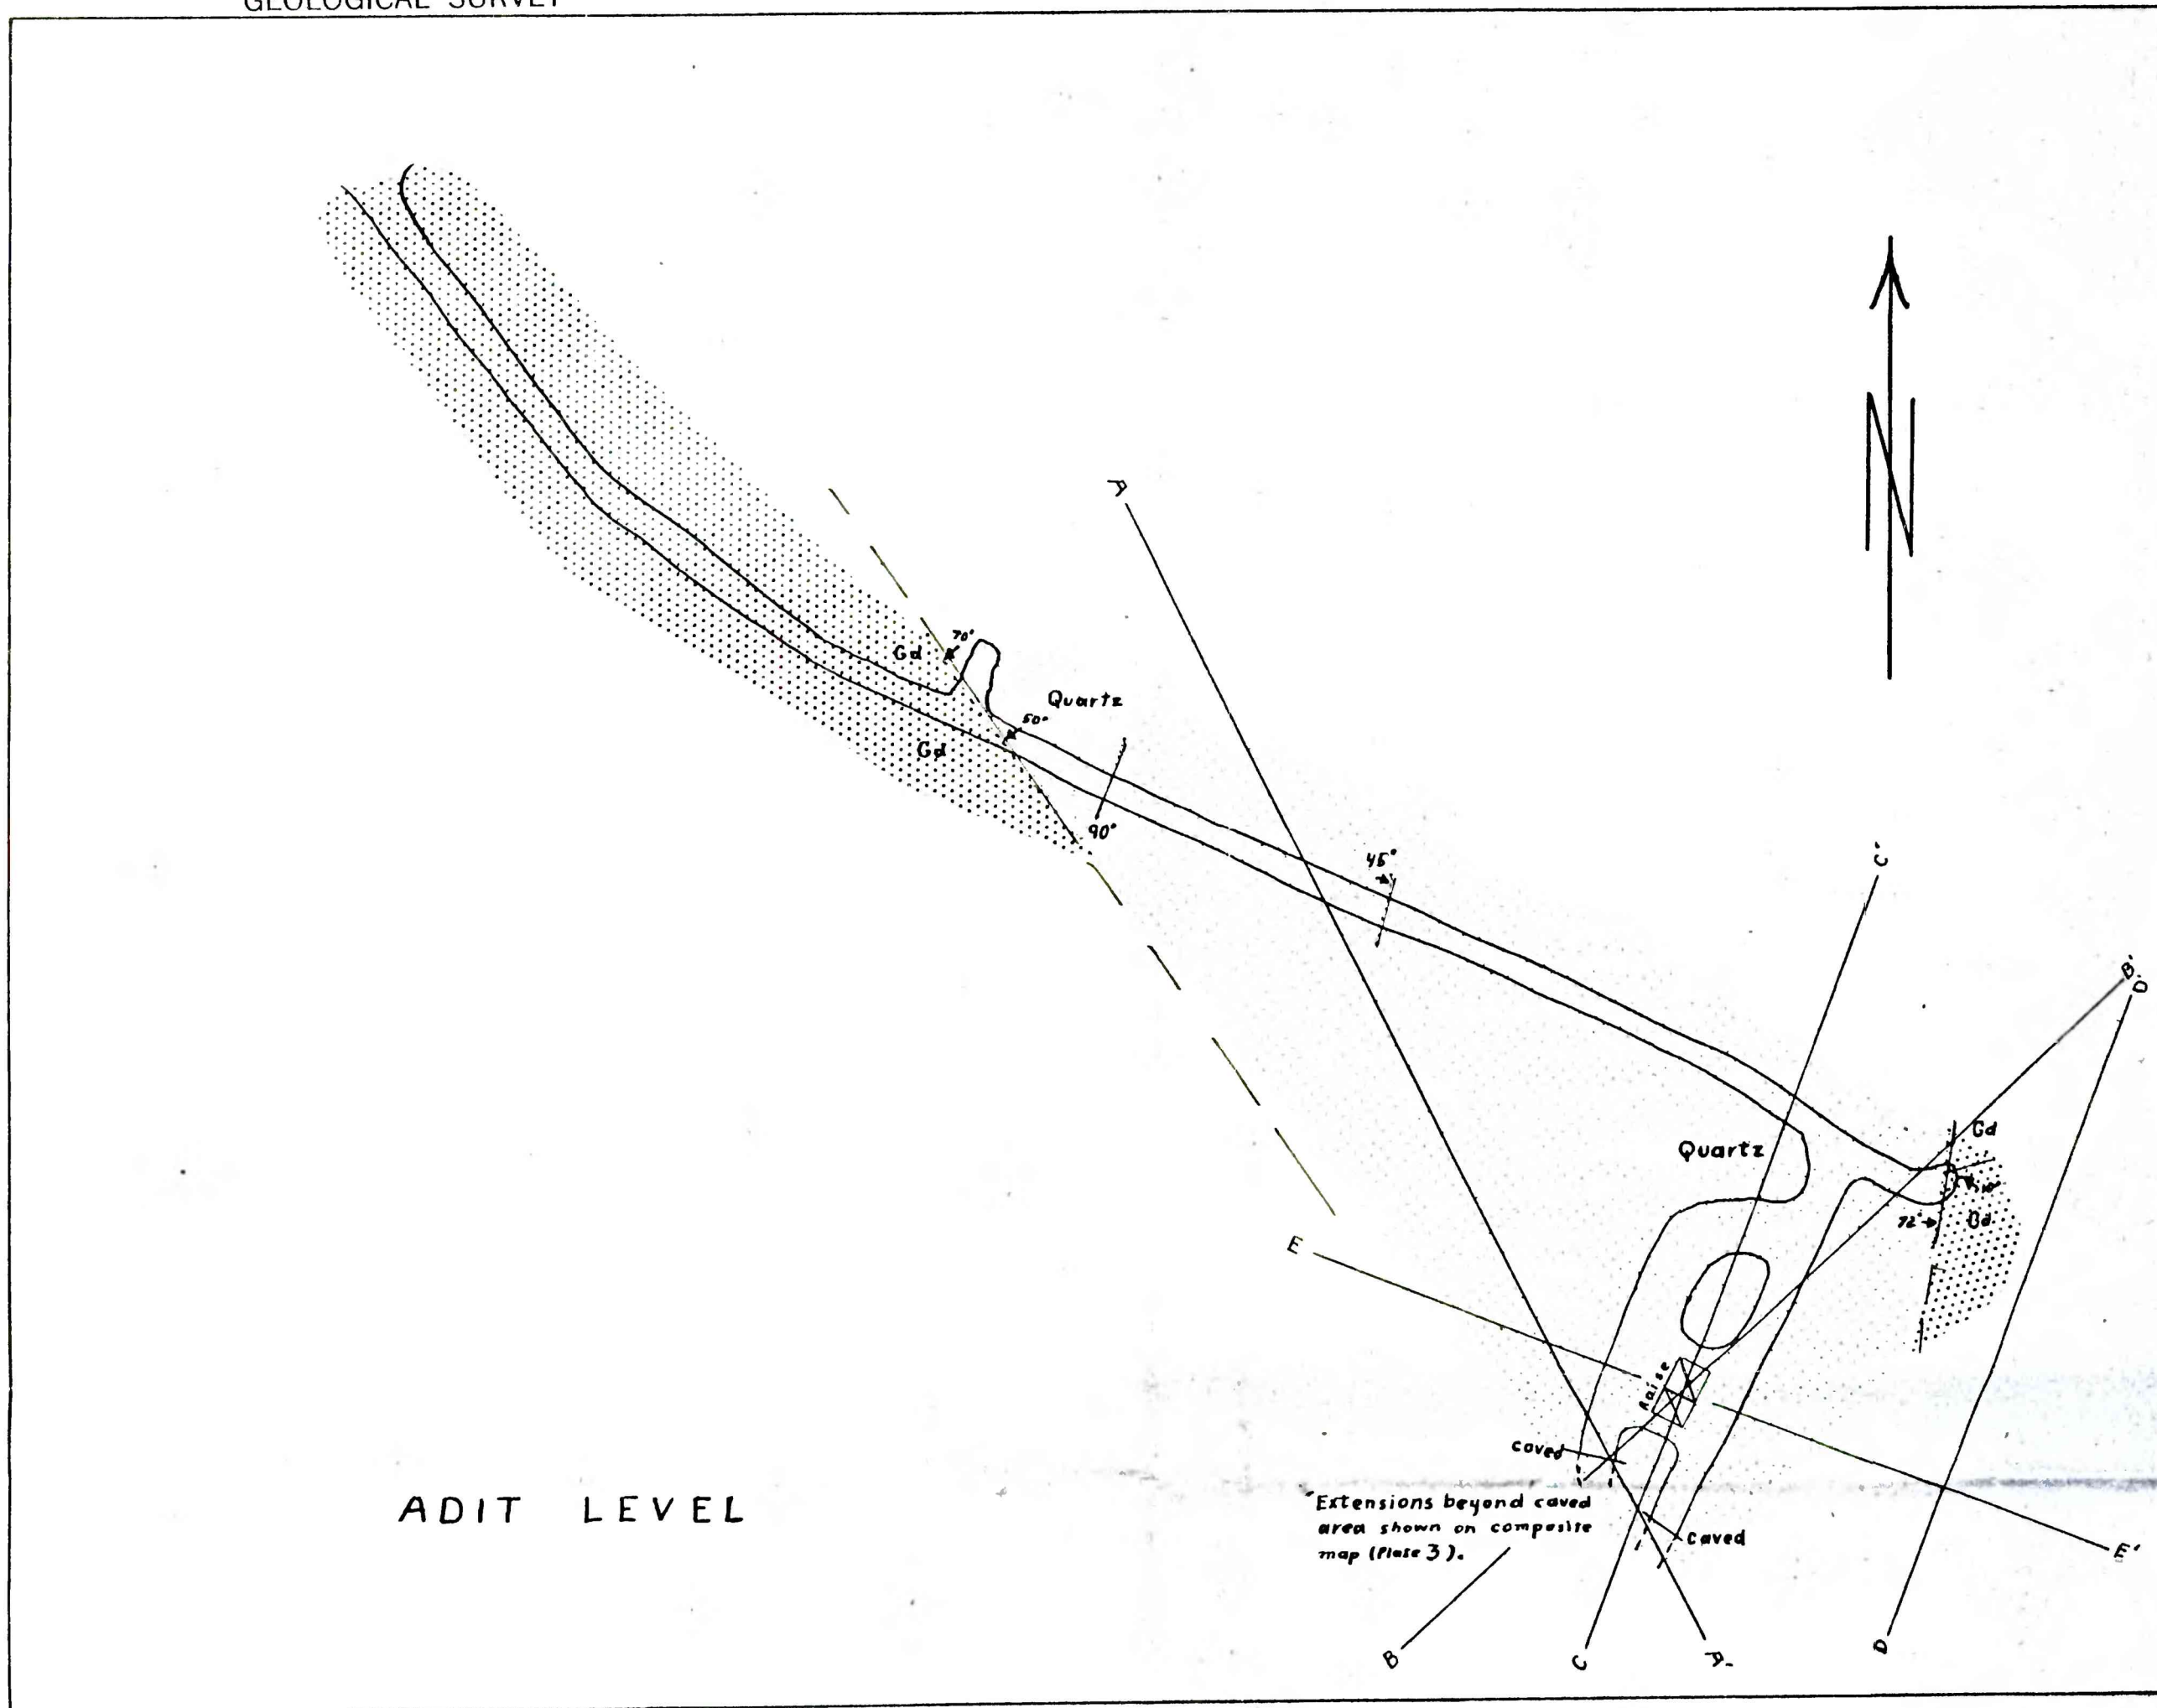 GEOLOGICAL SURVEY
N
A
70°
Gd
Quartz
50°
Gd
90°
45°
C'
B'
D'
Quartz
Gd
72°
Gd
E
Raise
caved
ADIT LEVEL
Extensions beyond caved
area shown on composite
map (Plate 3).
caved
E'
B
C
A'
D